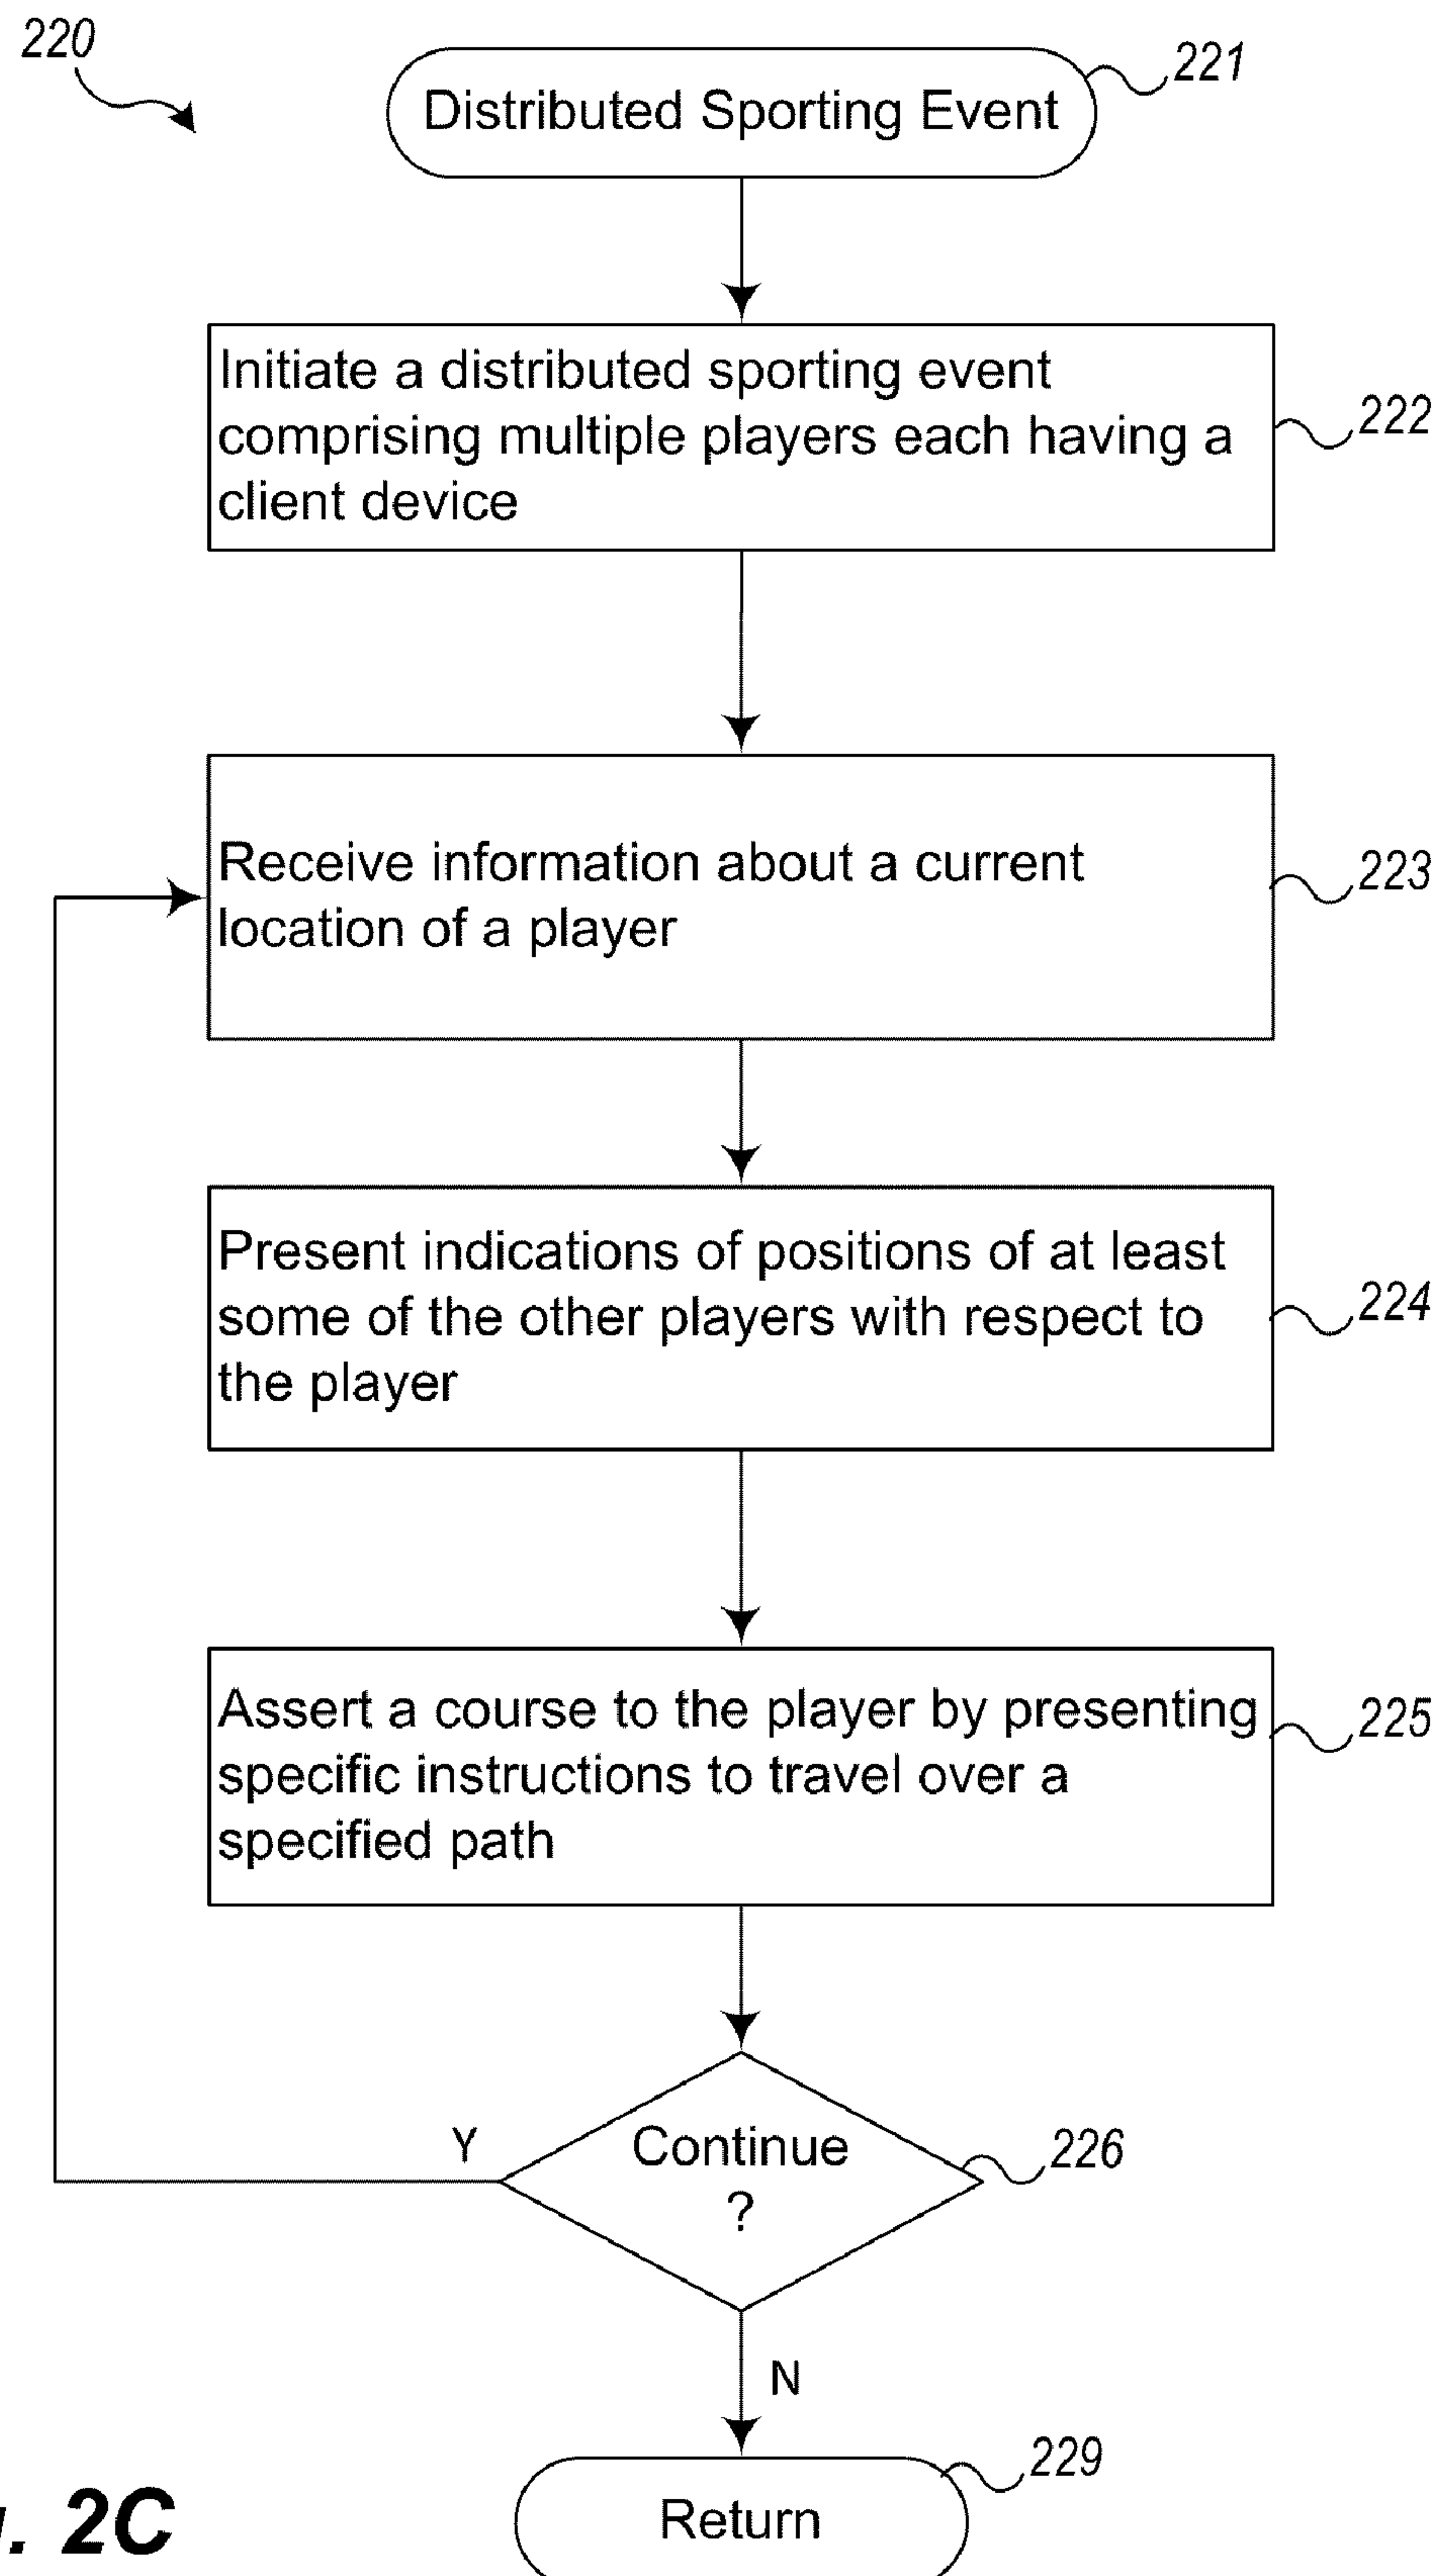 220
221
Distributed Sporting Event
Initiate a distributed sporting event
comprising multiple players each having a
client device
222
Receive information about a current
location of a player
223
Present indications of positions of at least
some of the other players with respect to
the player
224
Assert a course to the player by presenting
specific instructions to travel over a
specified path
225
Y
Continue
?
226
N
229
Return
. 2C